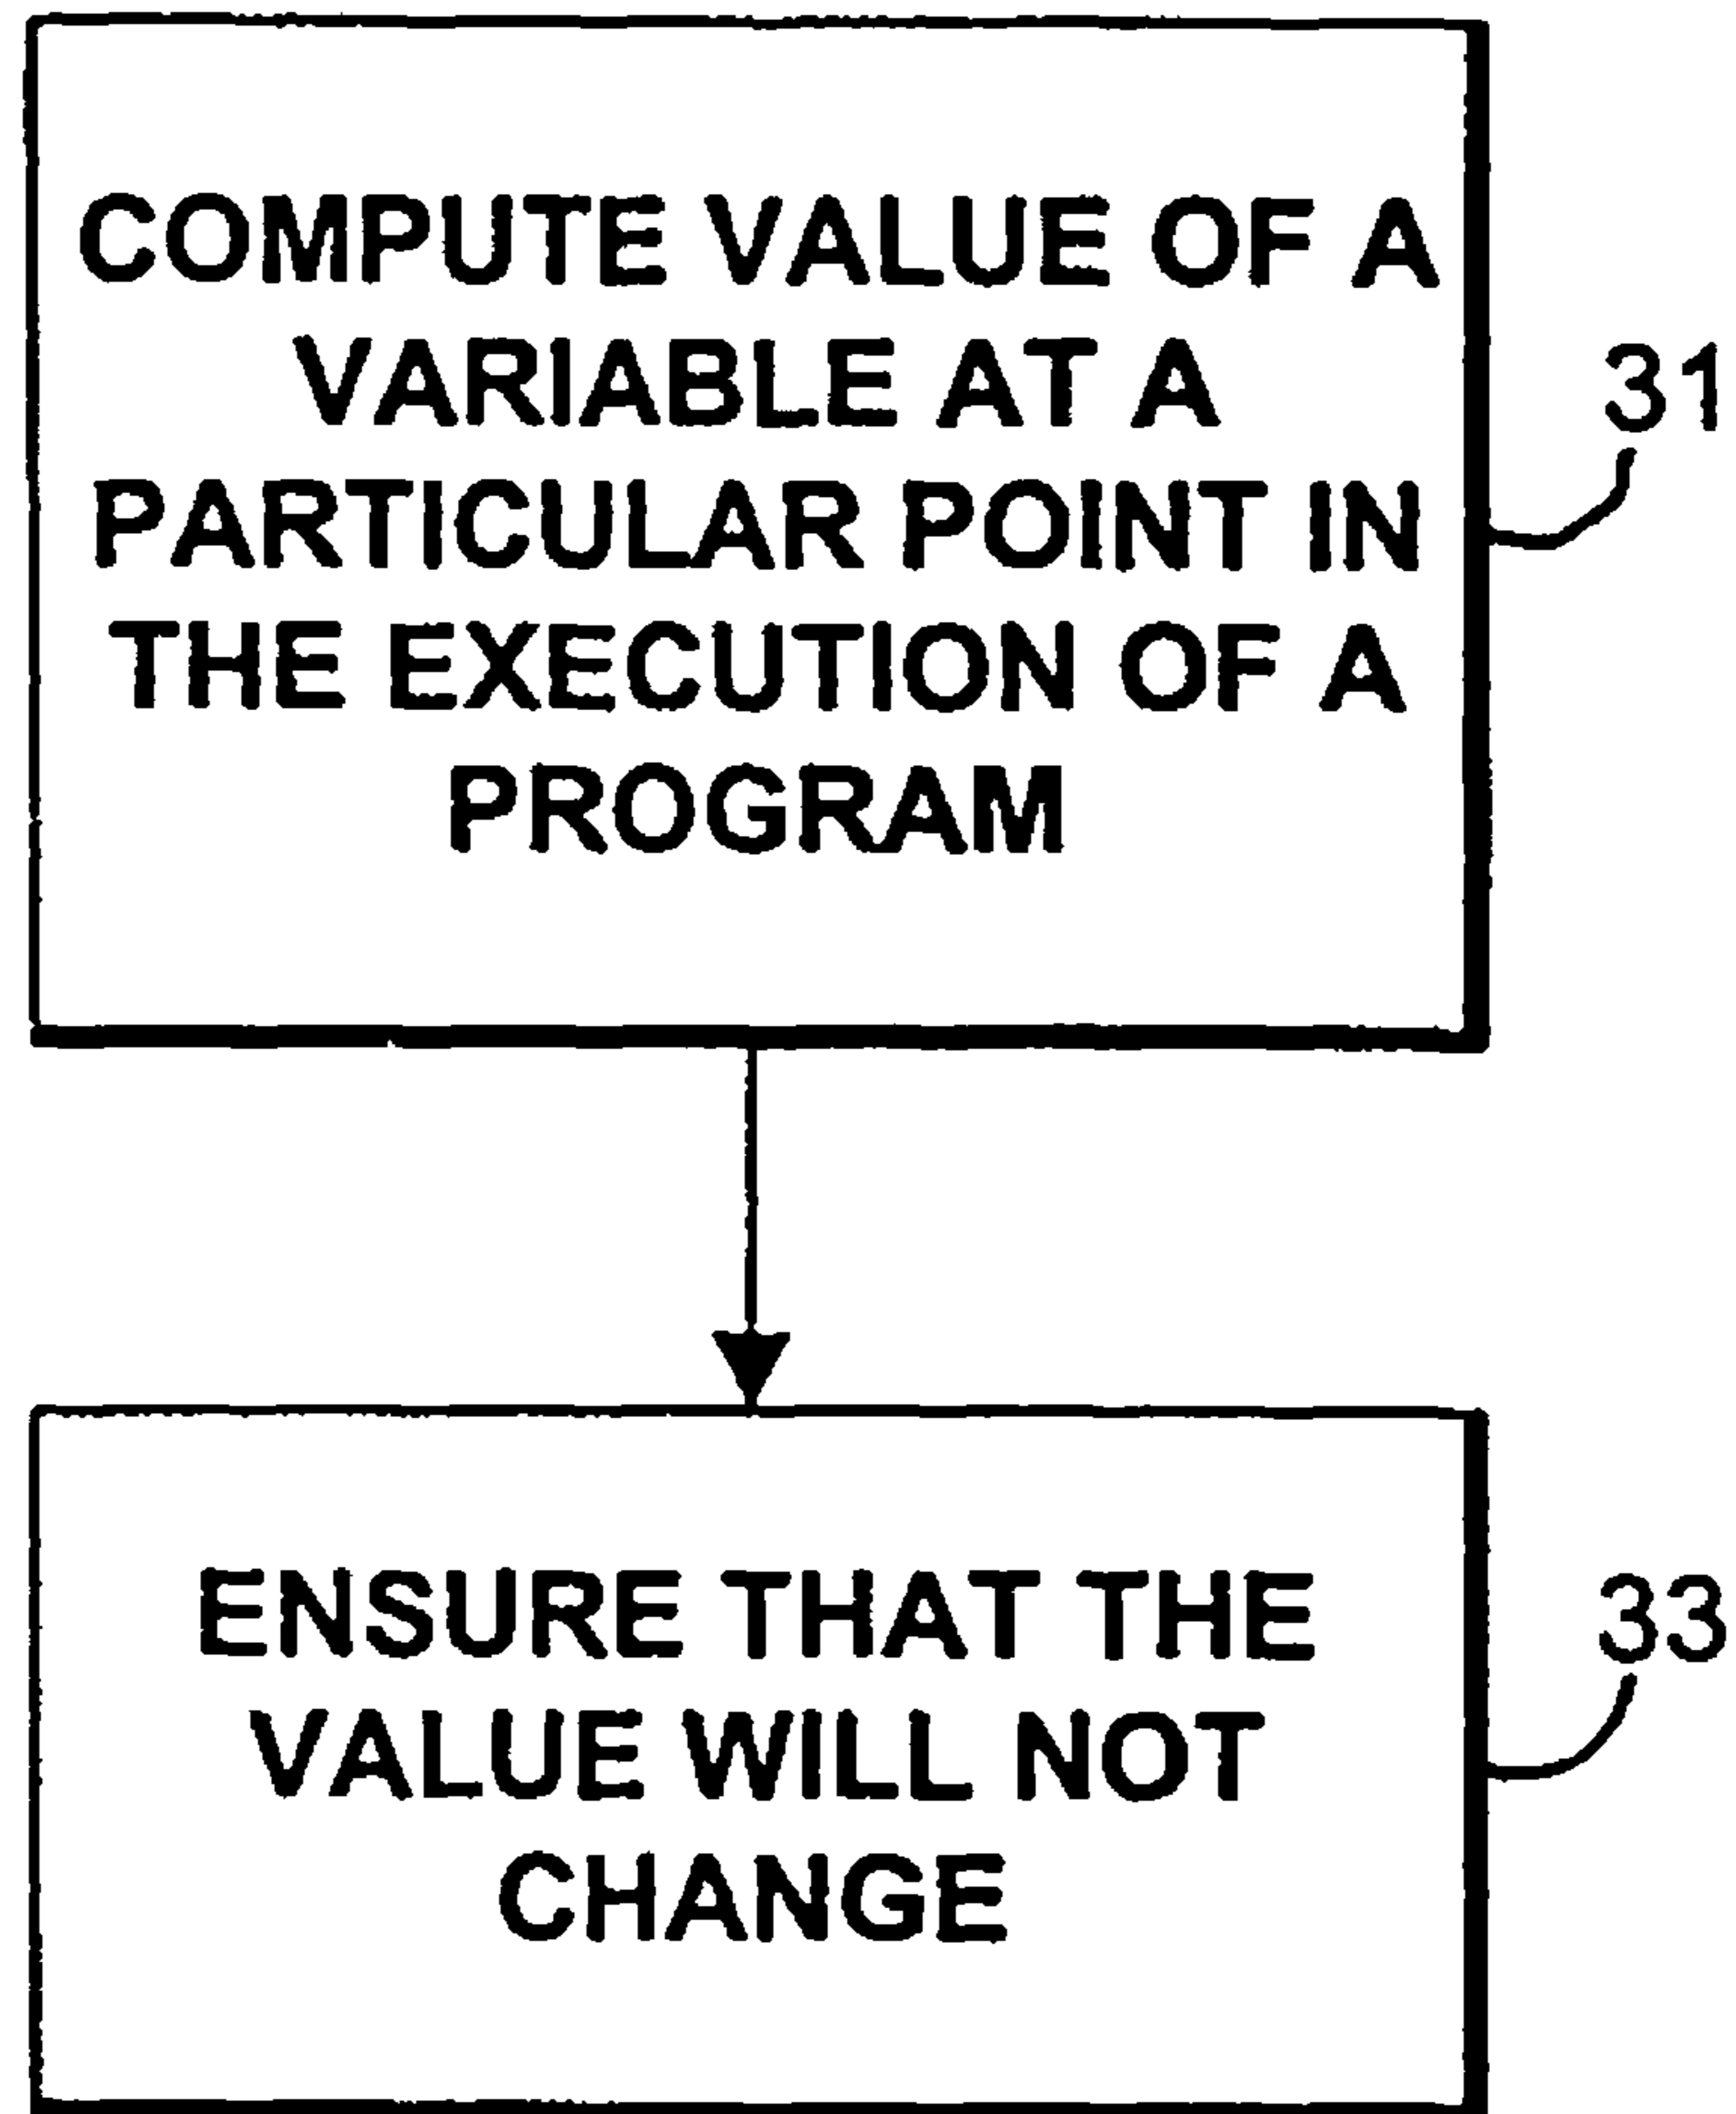 COMPUTE VALUE OF A
VARIABLE AT A
PARTICULAR POINT IN
THE EXECUTION OF A
PROGRAM
31
ENSURE THAT THE
VALUE WILL NOT
CHANGE
33